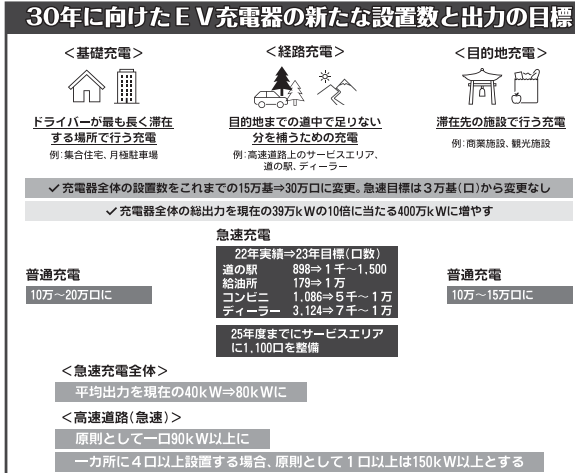 30年に向けたＥＶ充電器の新たな設置数と出力の目標
＜基礎充電＞
ドライバーが最も長く滞在
する場所で行う充電
例：集合住宅、月極駐車場
＜経路充電＞
目的地までの道中で足りない
分を補うための充電
例：高速道路上のサービスエリア、
道の駅、ディーラー
＜目的地充電＞
滞在先の施設で行う充電
例：商業施設、観光施設
✓充電器全体の設置数をこれまでの15万基⇒30万口に変更。急速目標は３万基（口）から変更なし
✓充電器全体の総出力を現在の39万kWの10倍に当たる400万kWに増やす
普通充電
10万～20万口に
急速充電
22年実績⇒23年目標（口数）
道の駅 898⇒１千～1,500
給油所 179⇒１万
コンビニ 1,086⇒５千～１万
ディーラー 3,124⇒７千～１万
25年度までにサービスエリア
に1,100口を整備
普通充電
10万～15万口に
＜急速充電全体＞
平均出力を現在の40kW⇒80kWに
＜高速道路（急速）＞
原則として一口90kW以上に
一カ所に４口以上設置する場合、原則として１口以上は150kW以上とする